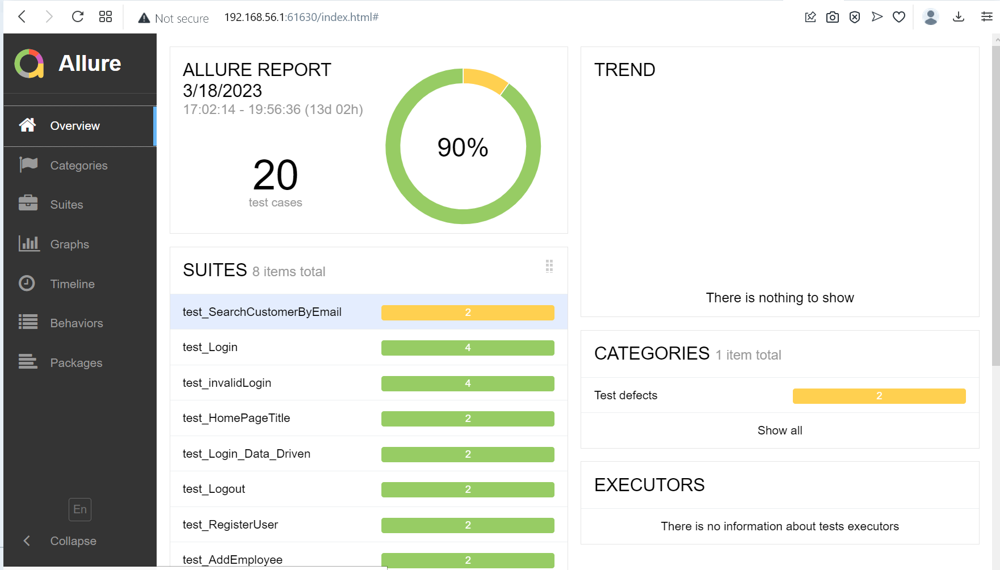 Not secure 192.168.56.1:61630/index.html#
Allure
Overview
Categories
Suites
Graphs
Timeline
Behaviors
Packages
En
Collapse
ALLURE REPORT
3/18/2023
17:02:14 - 19:56:36 (13d 02h)
20
test cases
90%
SUITES 8 items total
test_SearchCustomerByEmail 2
test_Login 4
test_invalidLogin 4
test_HomePageTitle 2
test_Login_Data_Driven 2
test_Logout 2
test_RegisterUser 2
test_AddEmployee 2
TREND
There is nothing to show
CATEGORIES 1 item total
Test defects 2
Show all
EXECUTORS
There is no information about tests executors